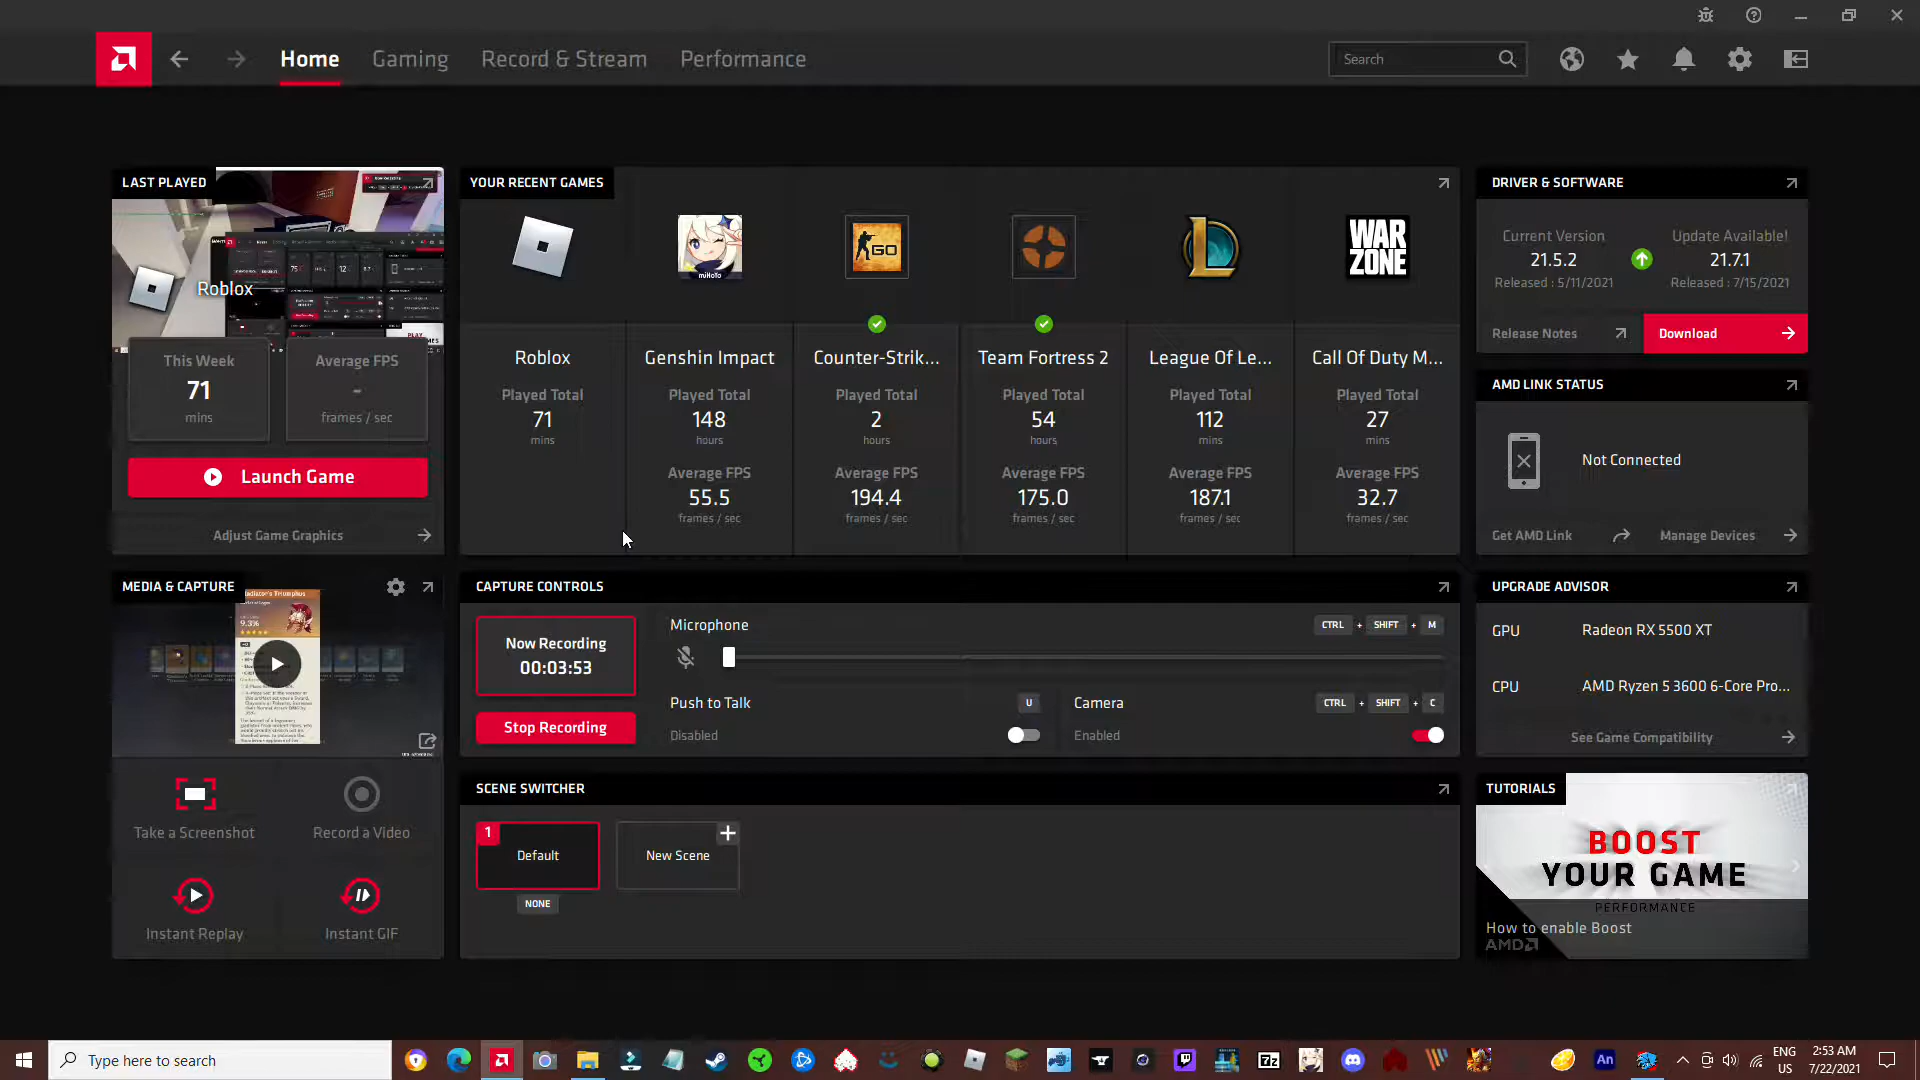 Home
Gaming
Record & Stream
Performance
Search
LAST PLAYED
Roblox
This Week
71
mins
Average FPS
-
frames / sec
Launch Game
Adjust Game Graphics
YOUR RECENT GAMES
GO
miHoYo
WAR
ZONE
Roblox
Genshin Impact
Counter-Strik...
Team Fortress 2
League Of Le...
Call Of Duty M...
Played Total
71
mins
Played Total
148
hours
Average FPS
55.5
frames / sec
Played Total
2
hours
Average FPS
194.4
frames / sec
Played Total
54
hours
Average FPS
175.0
frames / sec
Played Total
112
mins
Average FPS
187.1
frames / sec
Played Total
27
mins
Average FPS
32.7
frames / sec
DRIVER & SOFTWARE
Current Version
21.5.2
Released : 5/11/2021
Update Available!
21.7.1
Released : 7/15/2021
Release Notes
Download
AMD LINK STATUS
Not Connected
Get AMD Link
Manage Devices
MEDIA & CAPTURE
Gladiator's Triumphus
9.3%
Take a Screenshot
Record a Video
Instant Replay
Instant GIF
CAPTURE CONTROLS
Now Recording
00:03:53
Stop Recording
Microphone
CTRL + SHIFT + M
Push to Talk
U
Disabled
Camera
CTRL + SHIFT + C
Enabled
SCENE SWITCHER
1
Default
NONE
New Scene
UPGRADE ADVISOR
GPU
Radeon RX 5500 XT
CPU
AMD Ryzen 5 3600 6-Core Pro...
See Game Compatibility
TUTORIALS
BOOST
YOUR GAME
PERFORMANCE
How to enable Boost
AMD
Type here to search
7z
An
ENG
US
2:53 AM
7/22/2021